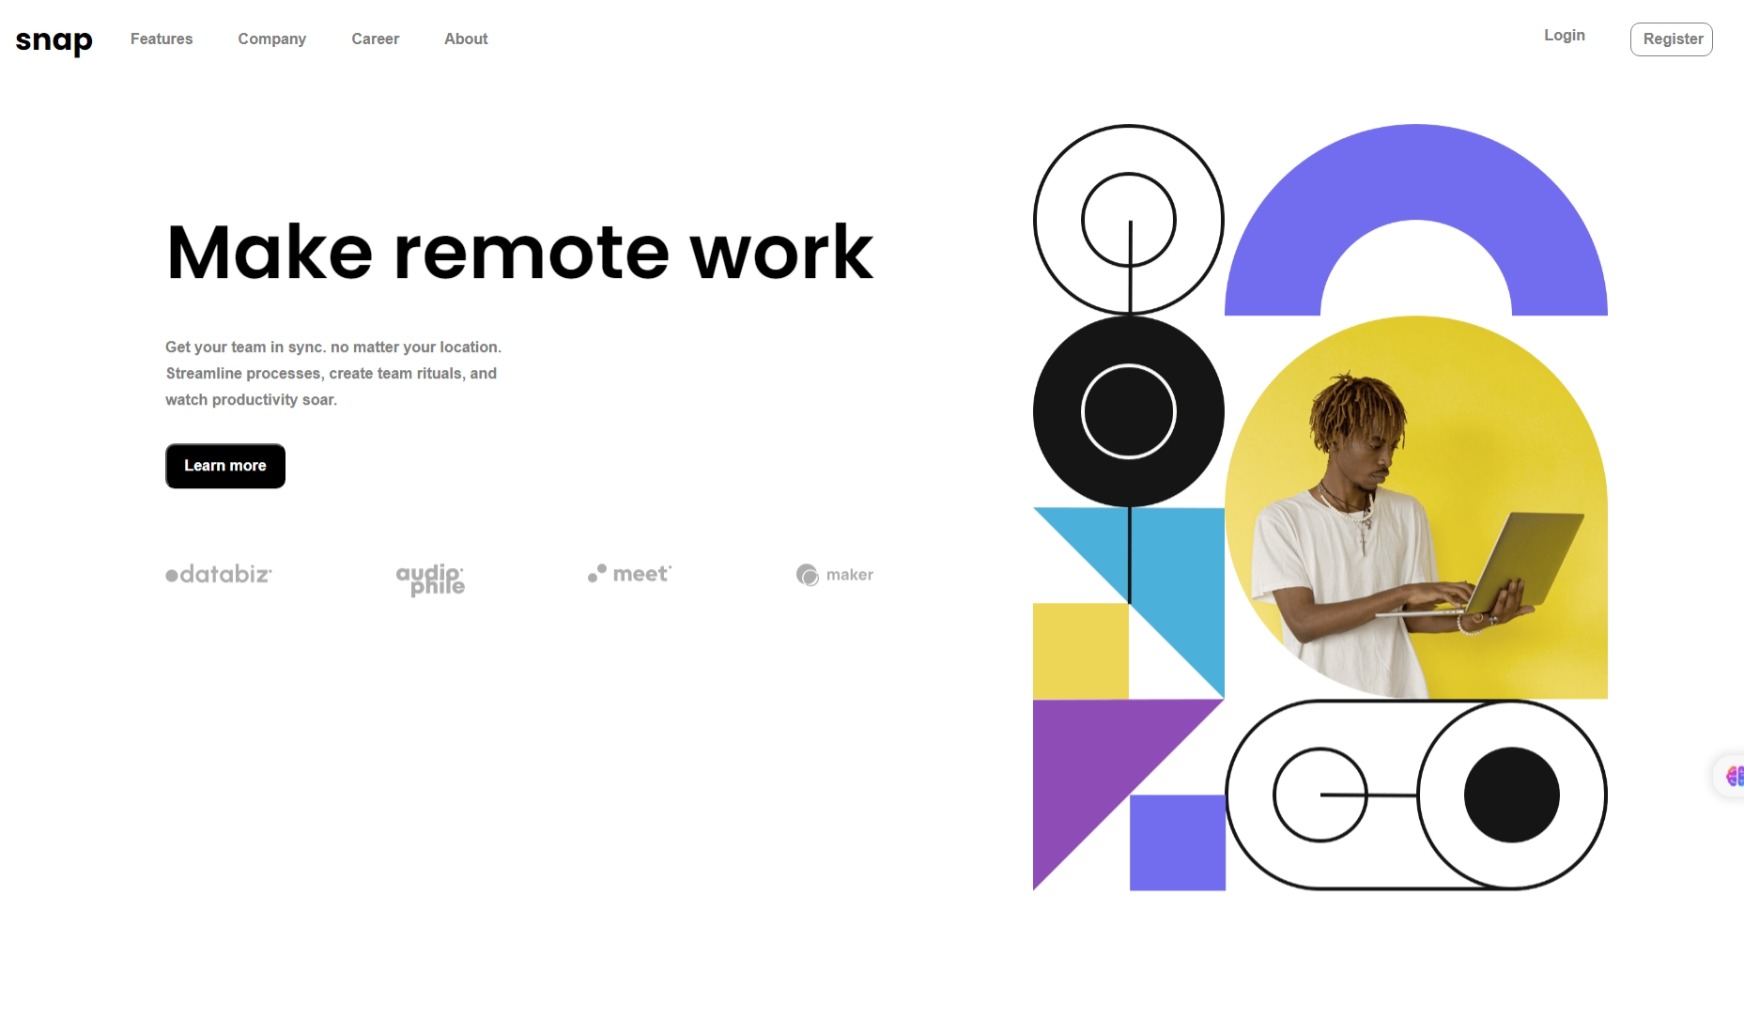 snap
Features Company Career About
Login Register
Make remote work
Get your team in sync. no matter your location.
Streamline processes, create team rituals, and
watch productivity soar.
Learn more
databiz
audiophile
meet
maker